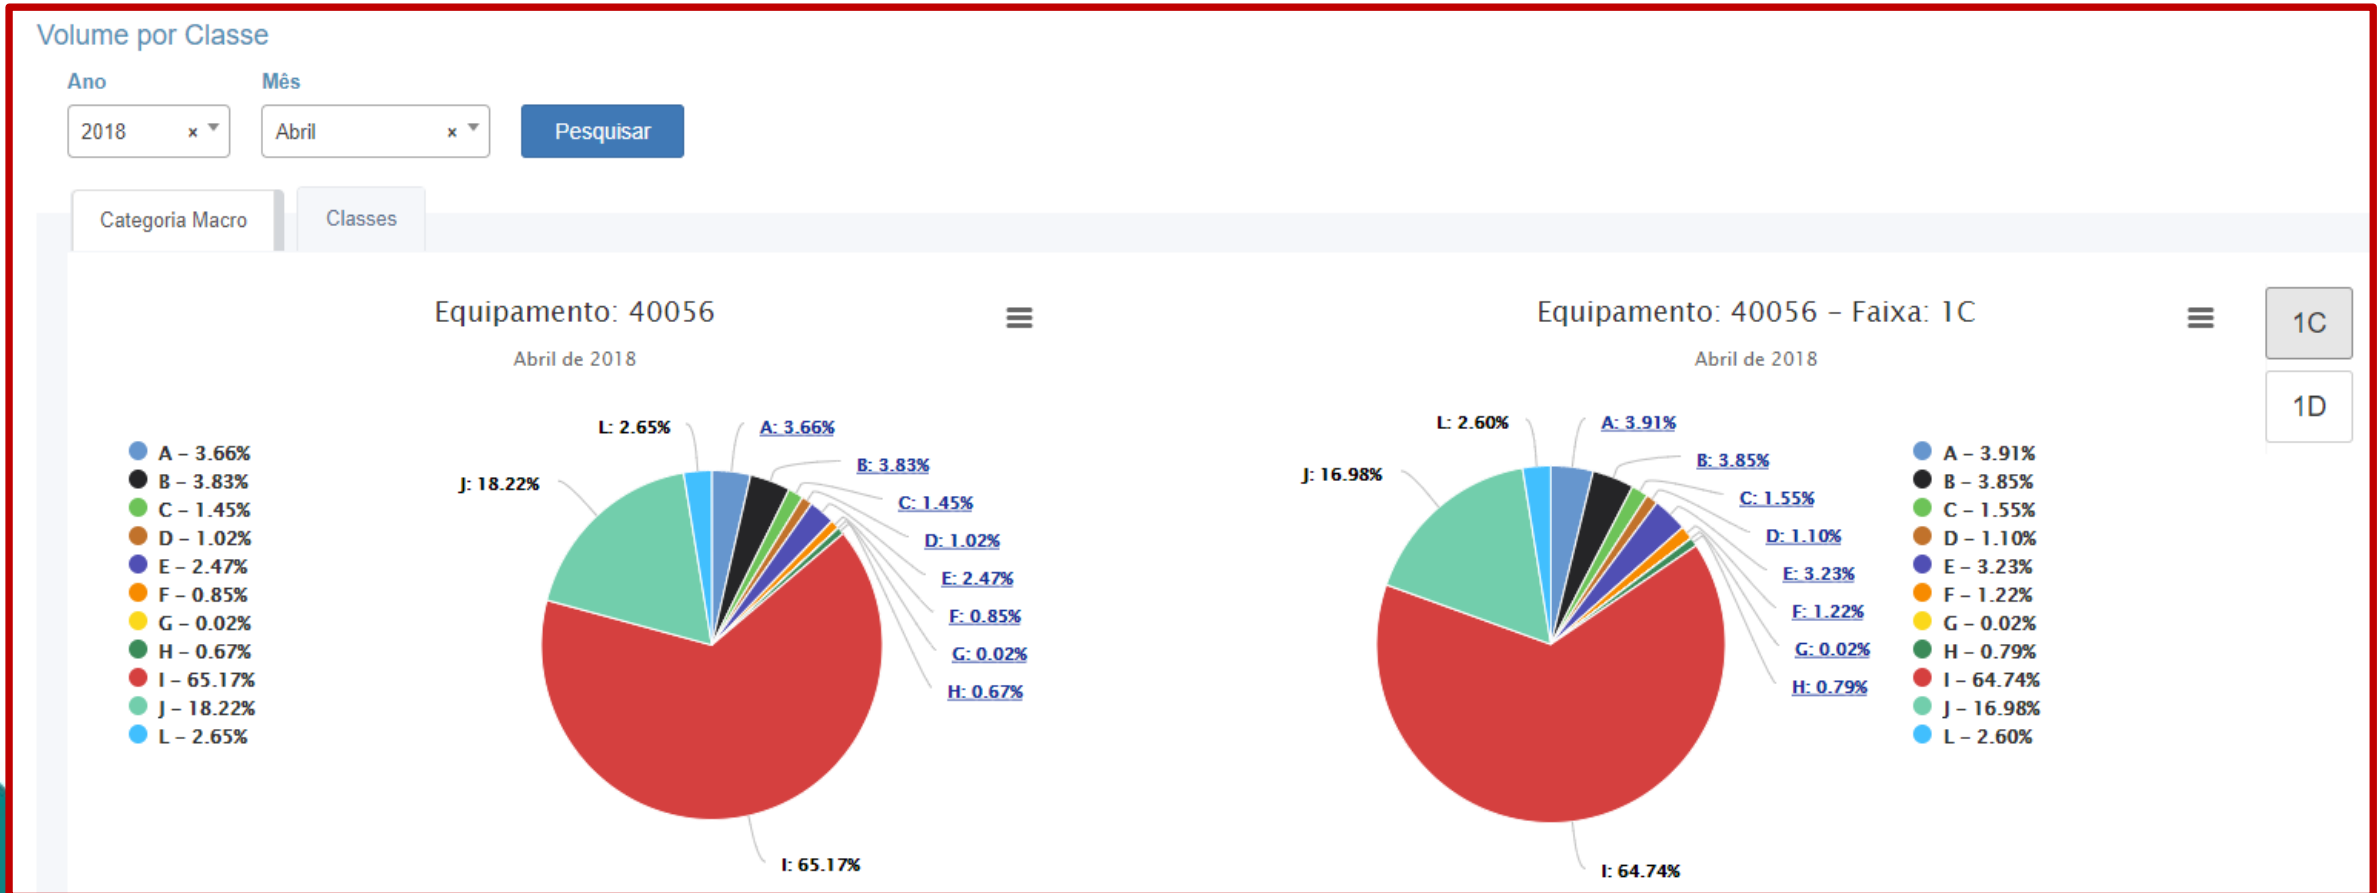 Volume por Classe
Ano
Mês
2018 × 
Abril × 
Pesquisar
Categoria Macro
Classes
Equipamento: 40056
Abril de 2018
A – 3.66%
B – 3.83%
C – 1.45%
D – 1.02%
E – 2.47%
F – 0.85%
G – 0.02%
H – 0.67%
I – 65.17%
J – 18.22%
L – 2.65%
L: 2.65%
A: 3.66%
B: 3.83%
J: 18.22%
C: 1.45%
D: 1.02%
E: 2.47%
F: 0.85%
G: 0.02%
H: 0.67%
I: 65.17%
Equipamento: 40056 – Faixa: 1C
Abril de 2018
L: 2.60%
A: 3.91%
B: 3.85%
J: 16.98%
C: 1.55%
D: 1.10%
E: 3.23%
F: 1.22%
G: 0.02%
H: 0.79%
I: 64.74%
A – 3.91%
B – 3.85%
C – 1.55%
D – 1.10%
E – 3.23%
F – 1.22%
G – 0.02%
H – 0.79%
I – 64.74%
J – 16.98%
L – 2.60%
1C
1D